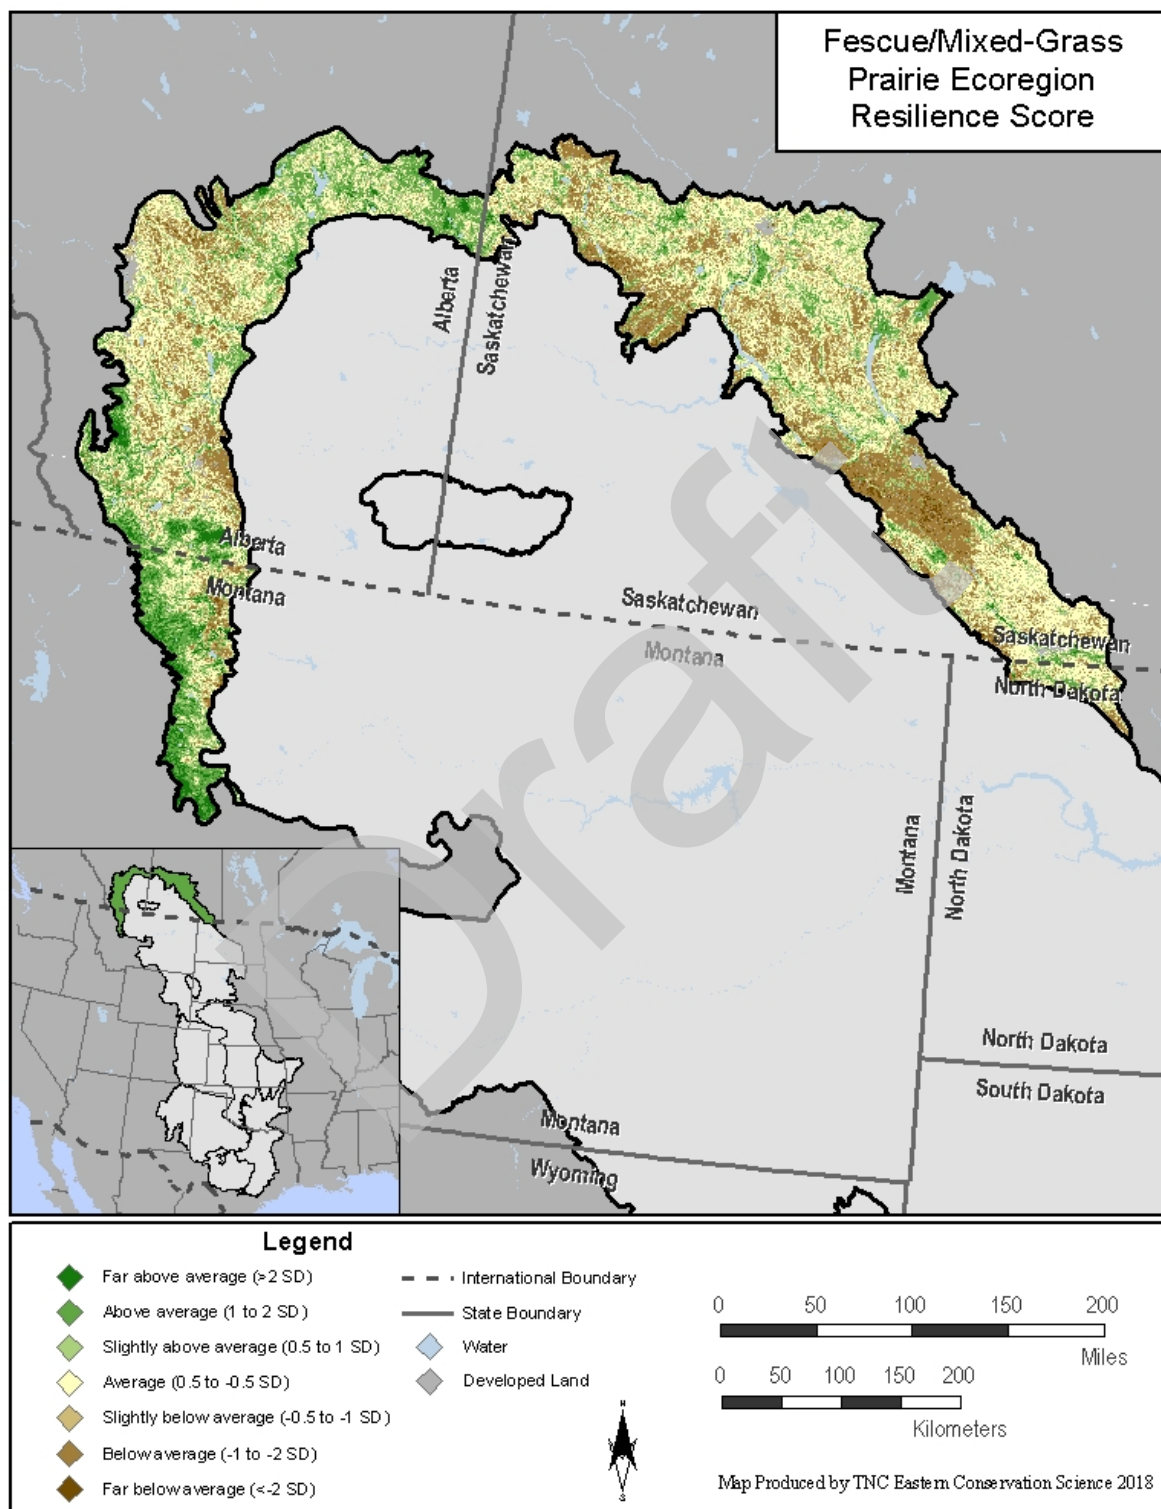 Fescue/Mixed-Grass
Prairie Ecoregion
Resilience Score
Alberta
Saskatchewan
Alberta
Montana
Saskatchewan
Montana
Saskatchewan
North Dakota
Draft
Montana
North Dakota
North Dakota
South Dakota
Montana
Wyoming
Legend
Far above average (>2 SD)
Above average (1 to 2 SD)
Slightly above average (0.5 to 1 SD)
Average (0.5 to -0.5 SD)
Slightly below average (-0.5 to -1 SD)
Below average (-1 to -2 SD)
Far below average (<-2 SD)
International Boundary
State Boundary
Water
Developed Land
N
S
0 50 100 150 200
Miles
0 50 100 150 200
Kilometers
Map Produced by TNC Eastern Conservation Science 2018